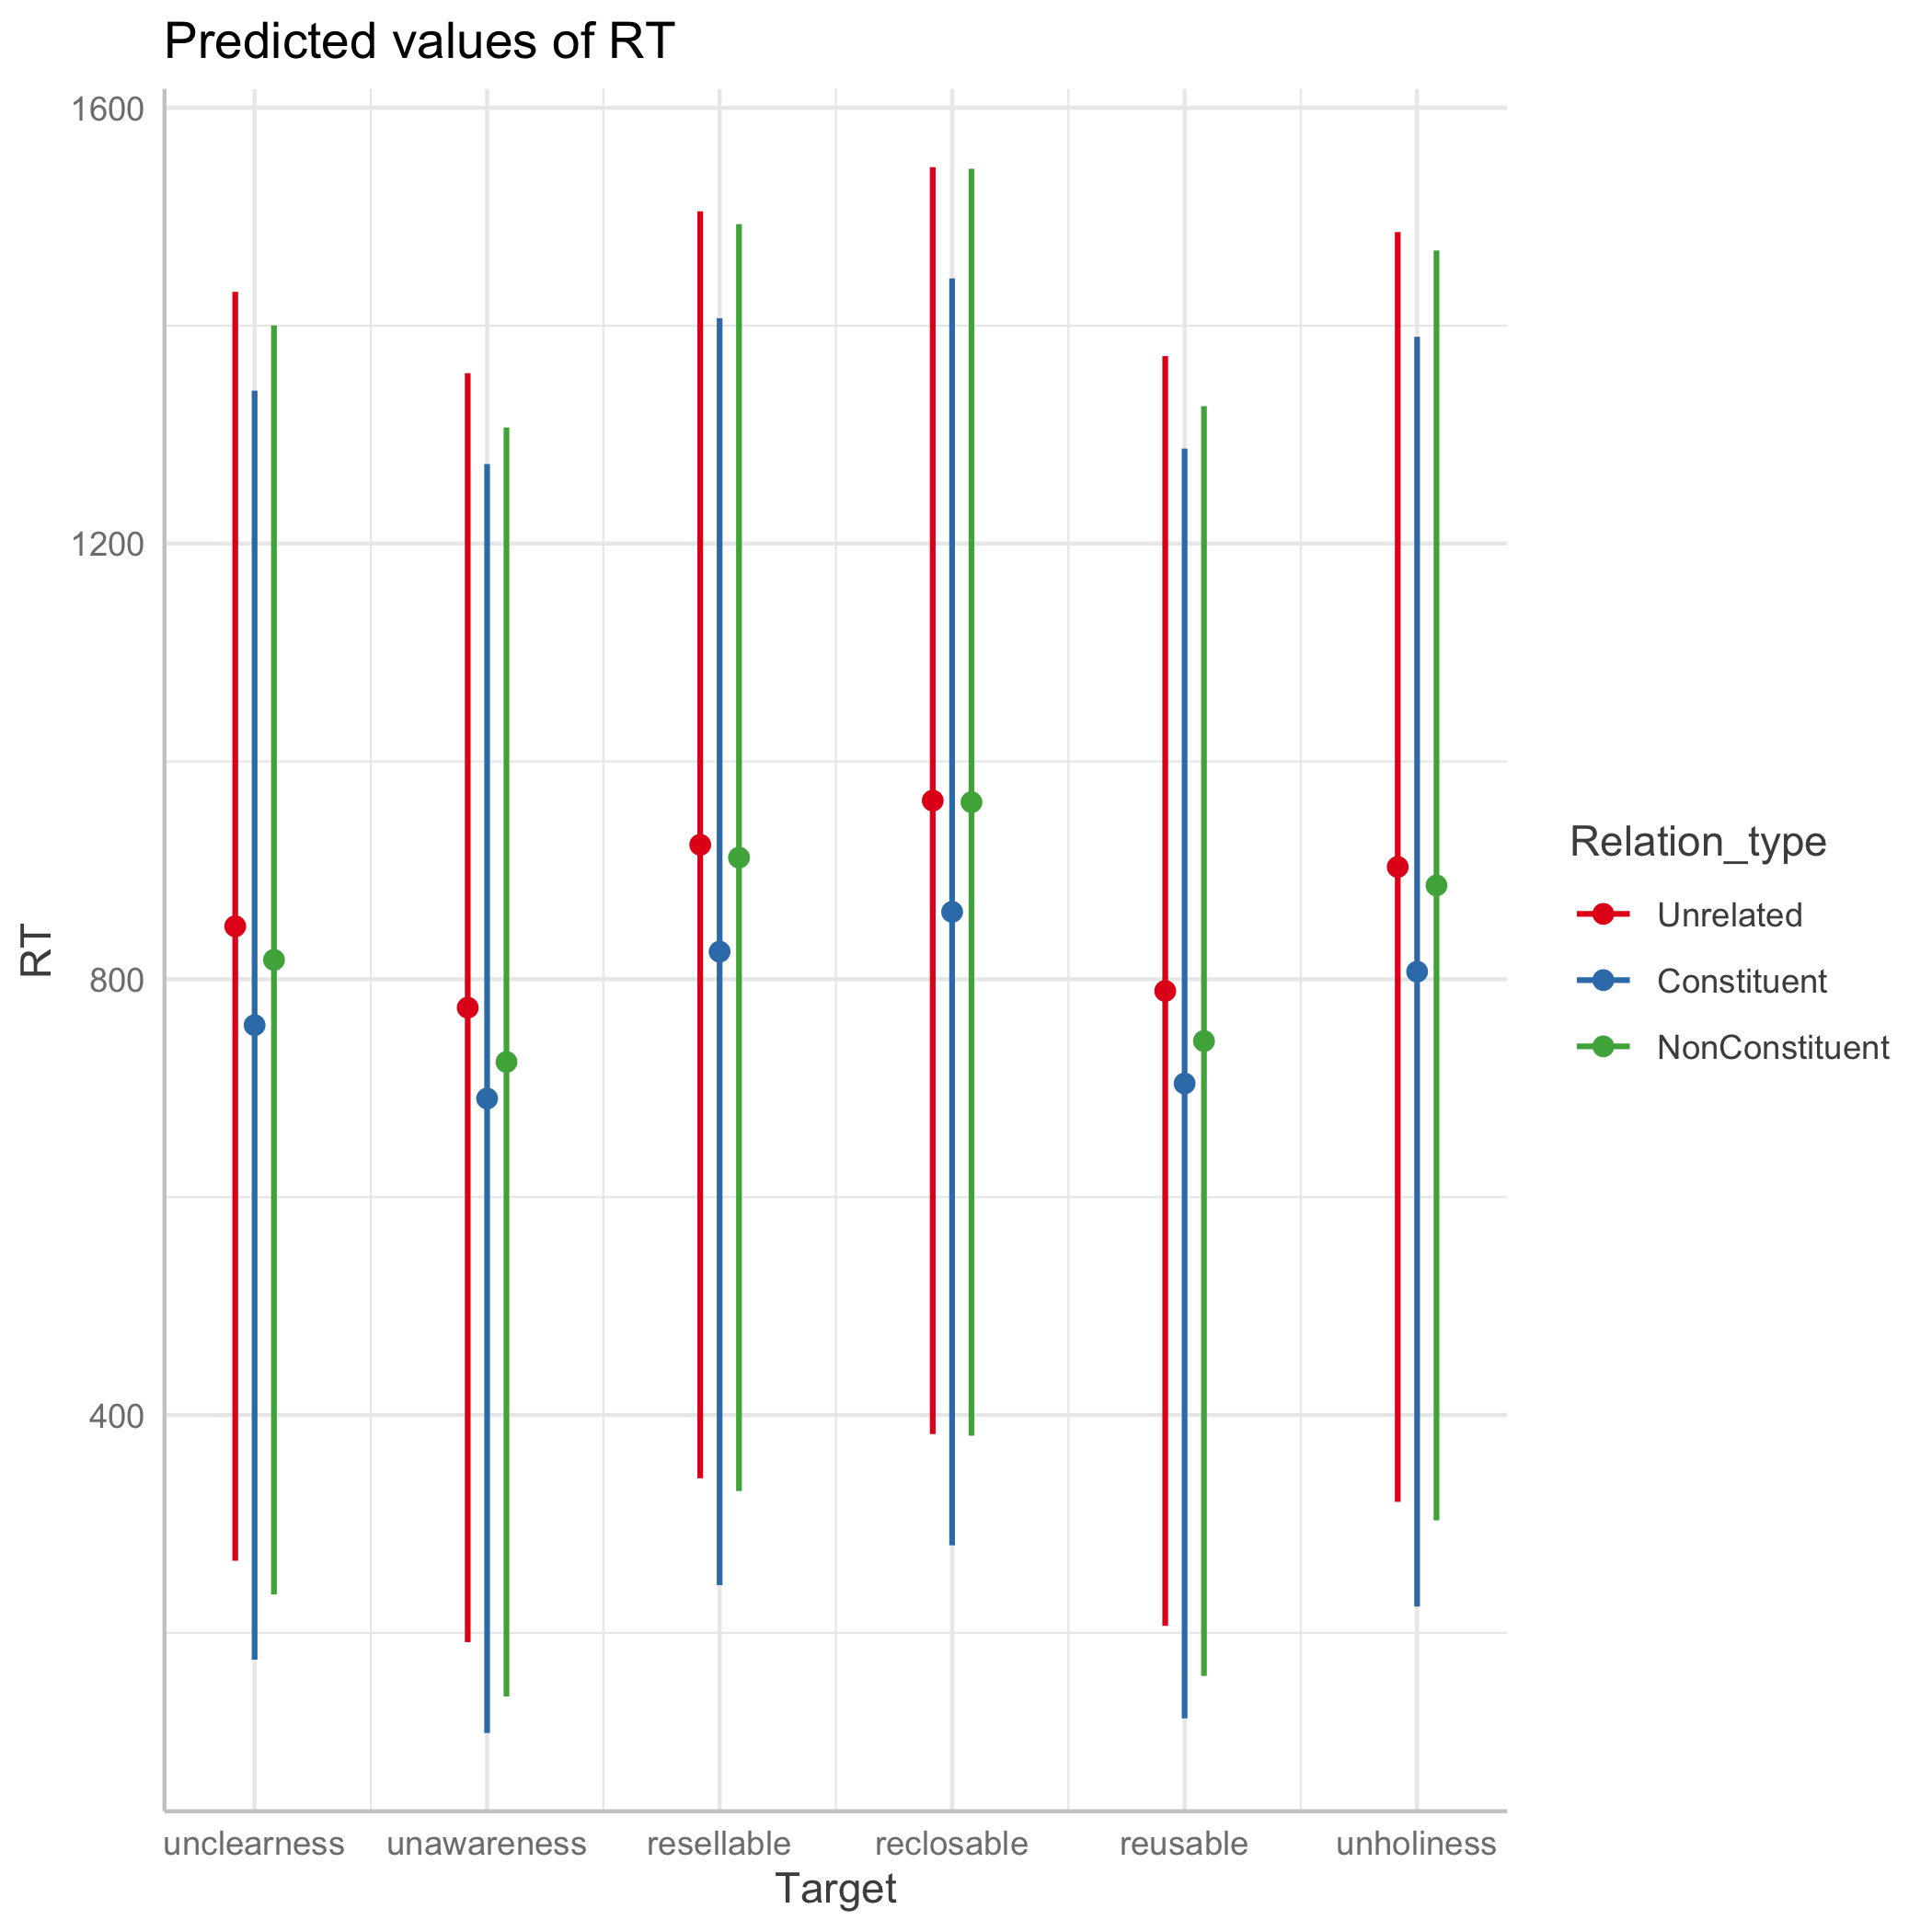 Predicted values of RT
1600
1200
800
400
RT
unclearness
unawareness
resellable
reclosable
reusable
unholiness
Target
Relation_type
Unrelated
Constituent
NonConstituent